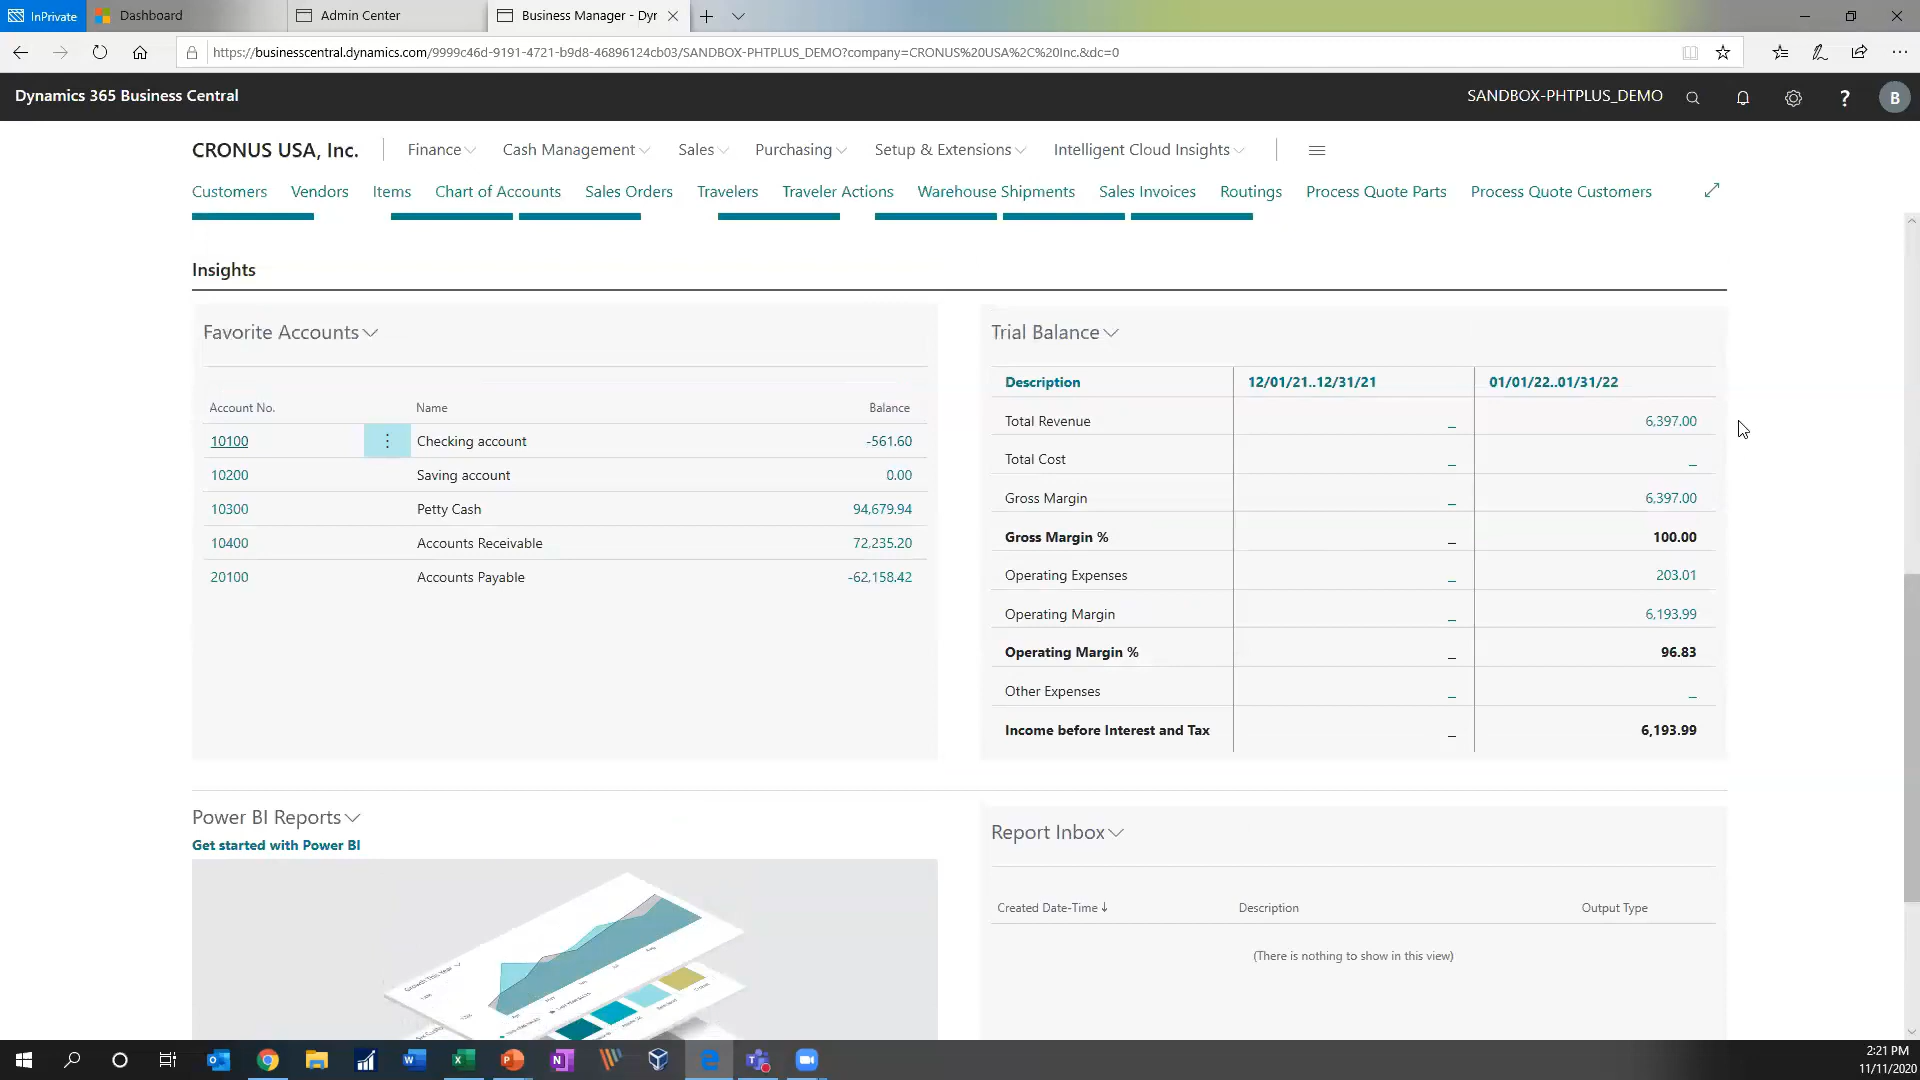 InPrivate Dashboard Admin Center Business Manager - Dyr
https://businesscentral.dynamics.com/9999c46d-9191-4721-b9d8-46896124cb03/SANDBOX-PHTPLUS_DEMO?company=CRONUS%20USA%2C%20Inc.&dc=0
Dynamics 365 Business Central SANDBOX-PHTPLUS_DEMO ? B
CRONUS USA, Inc. Finance Cash Management Sales Purchasing Setup & Extensions Intelligent Cloud Insights
Customers Vendors Items Chart of Accounts Sales Orders Travelers Traveler Actions Warehouse Shipments Sales Invoices Routings Process Quote Parts Process Quote Customers
Insights
Favorite Accounts
Account No. Name Balance
10100 Checking account -561.60
10200 Saving account 0.00
10300 Petty Cash 94,679.94
10400 Accounts Receivable 72,235.20
20100 Accounts Payable -62,158.42
Trial Balance
Description 12/01/21..12/31/21 01/01/22..01/31/22
Total Revenue _ 6,397.00
Total Cost _ _
Gross Margin _ 6,397.00
Gross Margin % _ 100.00
Operating Expenses _ 203.01
Operating Margin _ 6,193.99
Operating Margin % _ 96.83
Other Expenses _ _
Income before Interest and Tax _ 6,193.99
Power BI Reports
Get started with Power BI
Report Inbox
Created Date-Time ↓ Description Output Type
(There is nothing to show in this view)
2:21 PM
11/11/2020